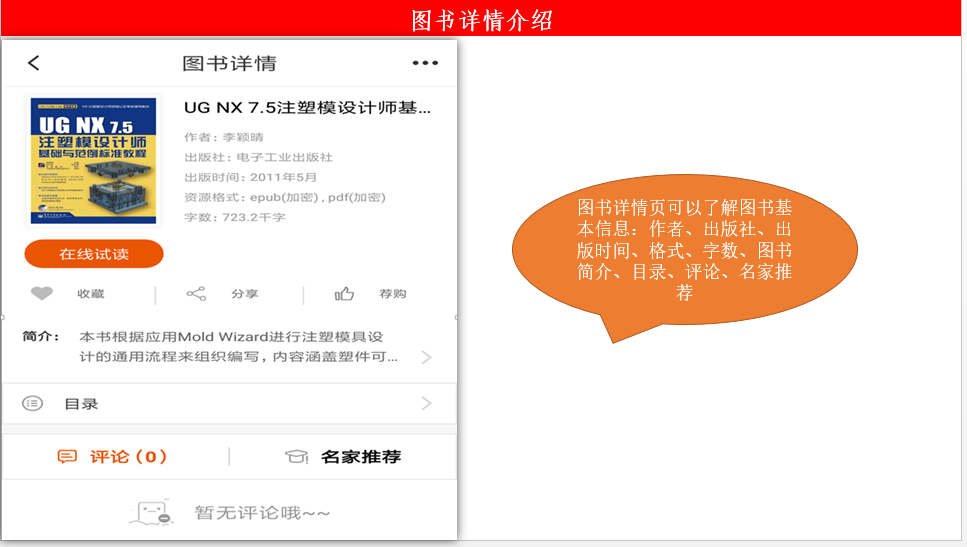 图书详情介绍
图书详情
UG NX 7.5
注塑模设计师
基础与范例标准教程
UG NX 7.5注塑模设计师基...
作者：李颖晴
出版社：电子工业出版社
出版时间：2011年5月
资源格式：epub(加密) , pdf(加密)
字数：723.2千字
在线试读
收藏
分享
荐购
简介： 本书根据应用Mold Wizard进行注塑模具设
计的通用流程来组织编写，内容涵盖塑件可...
目录
评论（0）
名家推荐
暂无评论哦~~
图书详情页可以了解图书基
本信息：作者、出版社、出
版时间、格式、字数、图书
简介、目录、评论、名家推
荐